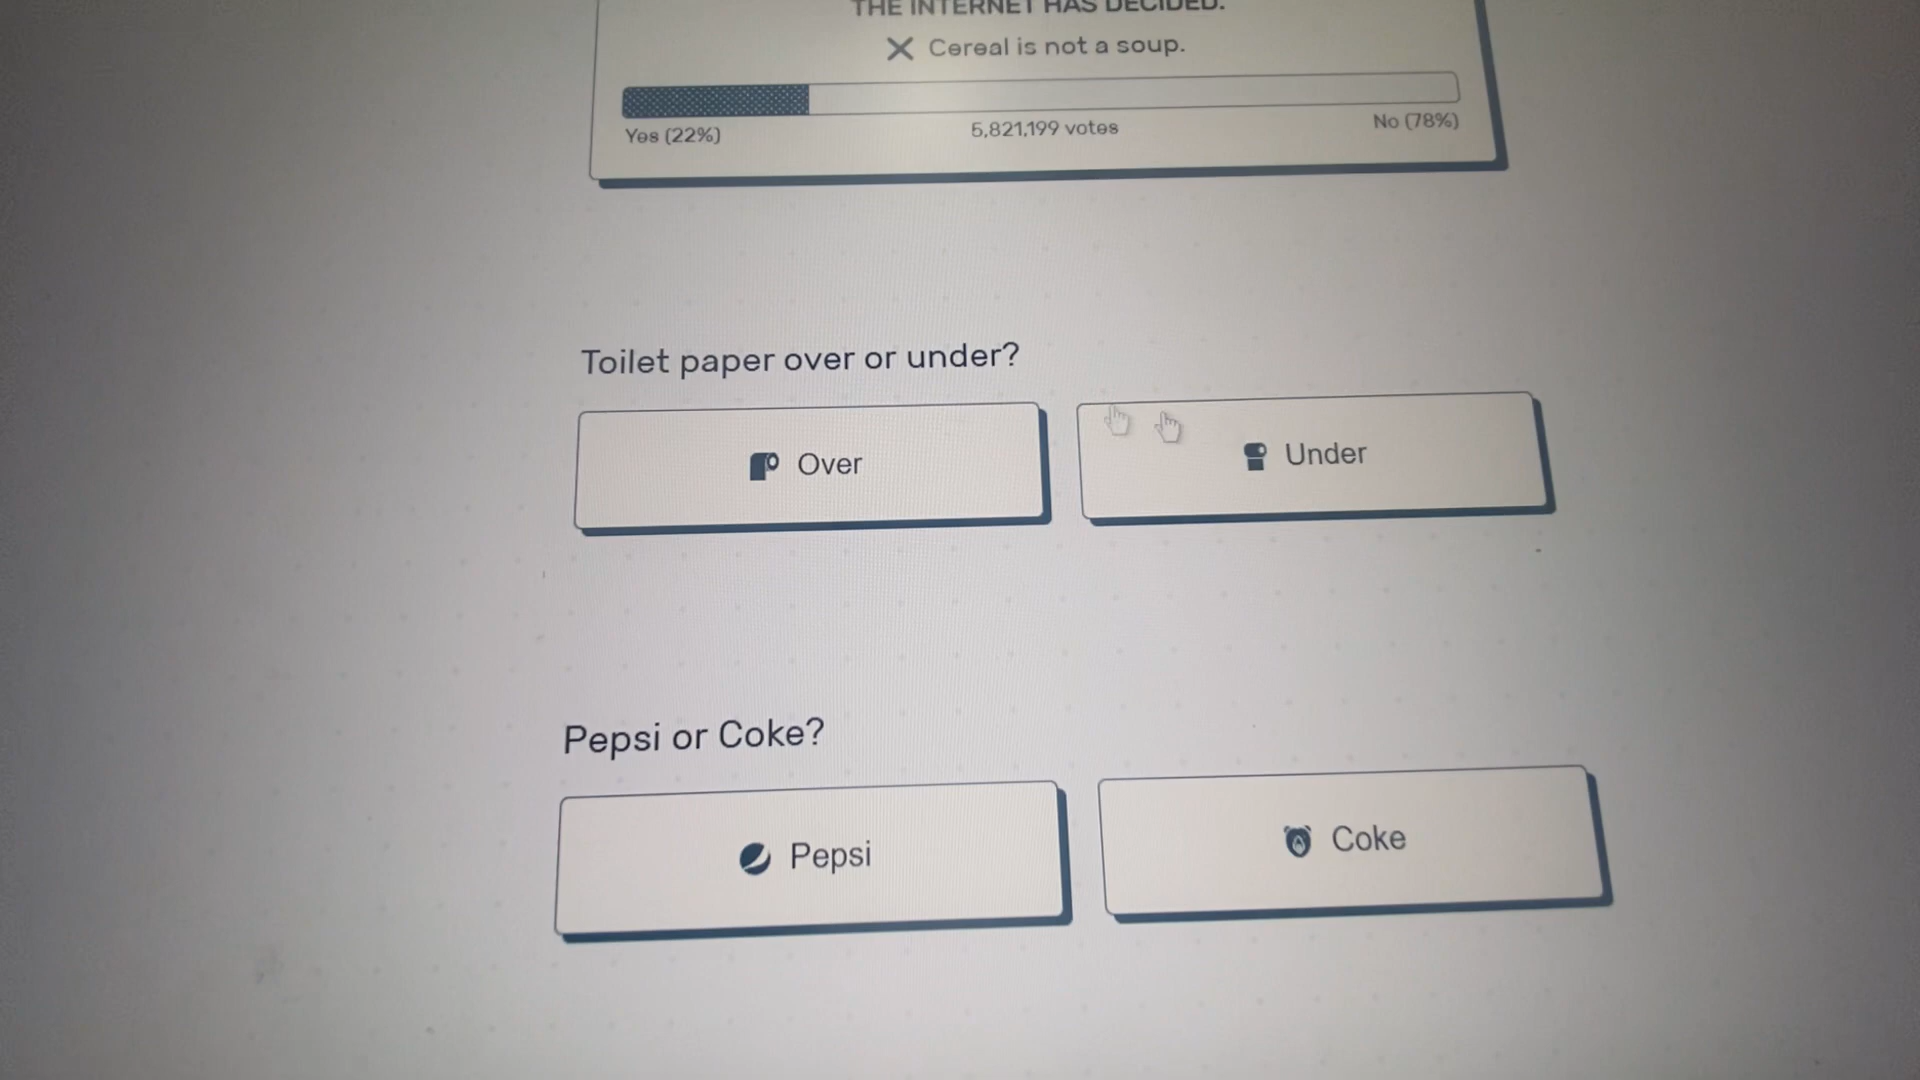 THE INTERNET HAS DECIDED:
Cereal is not a soup.
Yes (22%) 5,821,199 votes No (78%)
Toilet paper over or under?
Over Under
Pepsi or Coke?
Pepsi Coke